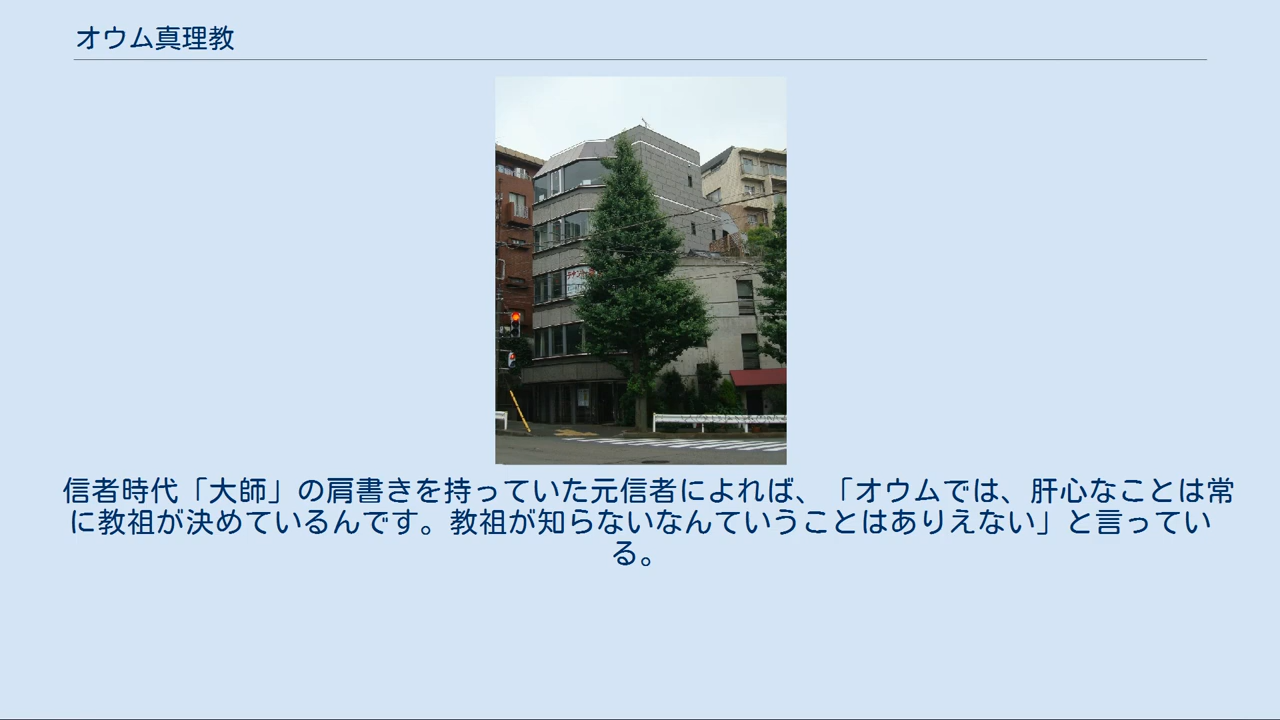 オウム真理教
信者時代「大師」の肩書きを持っていた元信者によれば、「オウムでは、肝心なことは常
に教祖が決めているんです。教祖が知らないなんていうことはありえない」と言ってい
る。